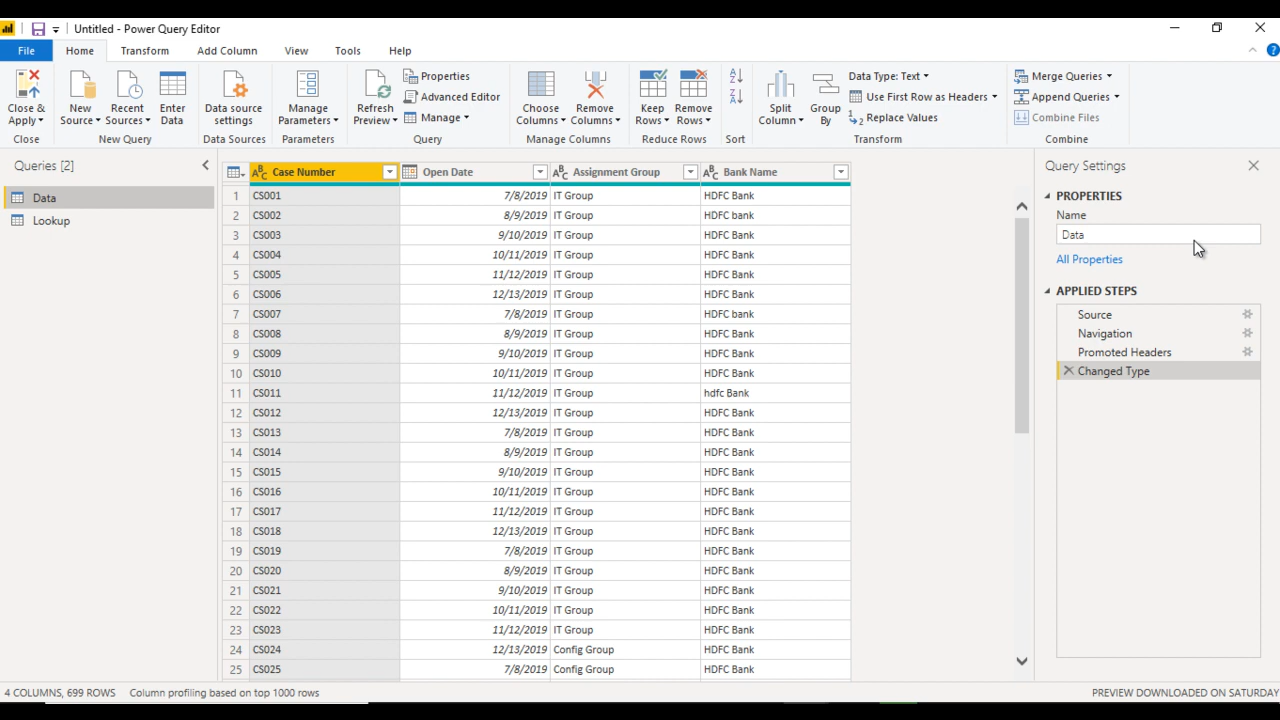 Untitled - Power Query Editor
File Home Transform Add Column View Tools Help
Close & Apply
New Source
Recent Sources
Enter Data
Data source settings
Manage Parameters
Refresh Preview
Properties
Advanced Editor
Manage
Choose Columns
Remove Columns
Keep Rows
Remove Rows
Split Column
Group By
Data Type: Text
Use First Row as Headers
Replace Values
Merge Queries
Append Queries
Combine Files
Close New Query Data Sources Parameters Query Manage Columns Reduce Rows Sort Transform Combine
Queries [2]
Data
Lookup
Case Number Open Date Assignment Group Bank Name
1 CS001 7/8/2019 IT Group HDFC bank
2 CS002 8/9/2019 IT Group HDFC bank
3 CS003 9/10/2019 IT Group HDFC Bank
4 CS004 10/11/2019 IT Group HDFC Bank
5 CS005 11/12/2019 IT Group HDFC Bank
6 CS006 12/13/2019 IT Group HDFC Bank
7 CS007 7/8/2019 IT Group HDFC bank
8 CS008 8/9/2019 IT Group HDFC Bank
9 CS009 9/10/2019 IT Group HDFC Bank
10 CS010 10/11/2019 IT Group HDFC Bank
11 CS011 11/12/2019 IT Group hdfc Bank
12 CS012 12/13/2019 IT Group HDFC Bank
13 CS013 7/8/2019 IT Group HDFC Bank
14 CS014 8/9/2019 IT Group HDFC Bank
15 CS015 9/10/2019 IT Group HDFC Bank
16 CS016 10/11/2019 IT Group HDFC Bank
17 CS017 11/12/2019 IT Group HDFC Bank
18 CS018 12/13/2019 IT Group HDFC Bank
19 CS019 7/8/2019 IT Group HDFC Bank
20 CS020 8/9/2019 IT Group HDFC Bank
21 CS021 9/10/2019 IT Group HDFC Bank
22 CS022 10/11/2019 IT Group HDFC Bank
23 CS023 11/12/2019 IT Group HDFC Bank
24 CS024 12/13/2019 Config Group HDFC Bank
25 CS025 7/8/2019 Config Group HDFC Bank
Query Settings
PROPERTIES
Name
Data
All Properties
APPLIED STEPS
Source
Navigation
Promoted Headers
Changed Type
4 COLUMNS, 699 ROWS Column profiling based on top 1000 rows PREVIEW DOWNLOADED ON SATURDAY